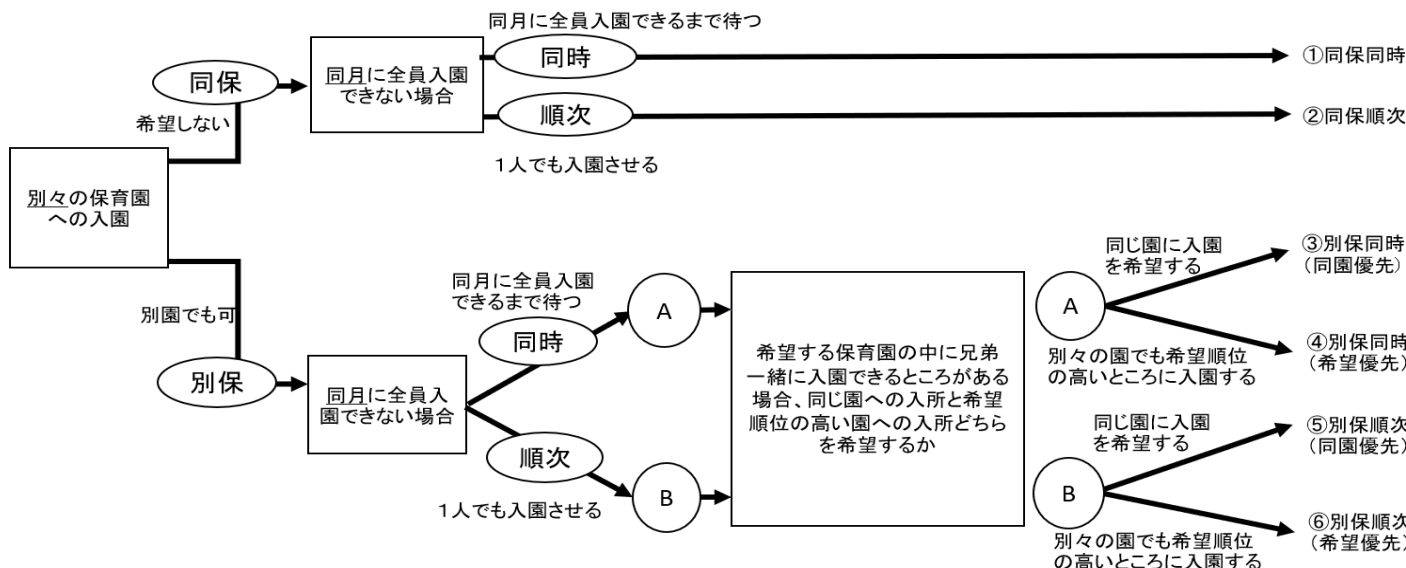 別々の保育園
への入園
希望しない
同保
同月に全員入園
できない場合
同月に全員入園できるまで待つ
同時
①同保同時
順次
1人でも入園させる
②同保順次
別園でも可
別保
同月に全員入
園できない場合
同月に全員入園
できるまで待つ
同時
A
順次
1人でも入園させる
B
希望する保育園の中に兄弟
一緒に入園できるところがある
場合、同じ園への入所と希望
順位の高い園への入所どちら
を希望するか
A
同じ園に入園
を希望する
③別保同時
(同園優先)
別々の園でも希望順位
の高いところに入園する
④別保同時
(希望優先)
B
同じ園に入園
を希望する
⑤別保順次
(同園優先)
別々の園でも希望順位
の高いところに入園する
⑥別保順次
(希望優先)